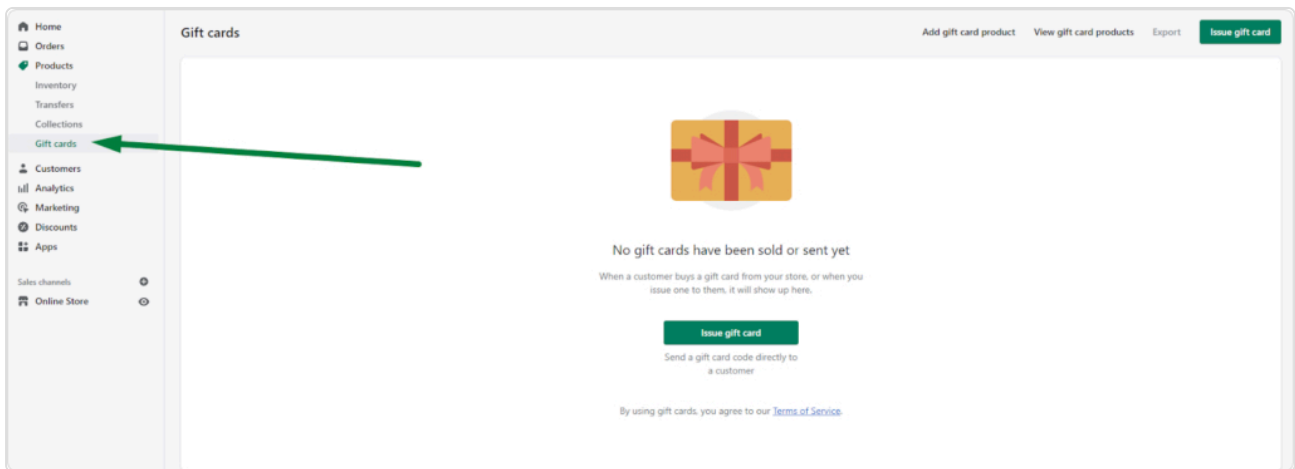 Home
Orders
Products
Inventory
Transfers
Collections
Gift cards
Customers
Analytics
Marketing
Discounts
Apps
Sales channels
Online Store
Gift cards
Add gift card product
View gift card products
Export
Issue gift card
No gift cards have been sold or sent yet
When a customer buys a gift card from your store, or when you
issue one to them, it will show up here.
Issue gift card
Send a gift card code directly to
a customer
By using gift cards, you agree to our Terms of Service.